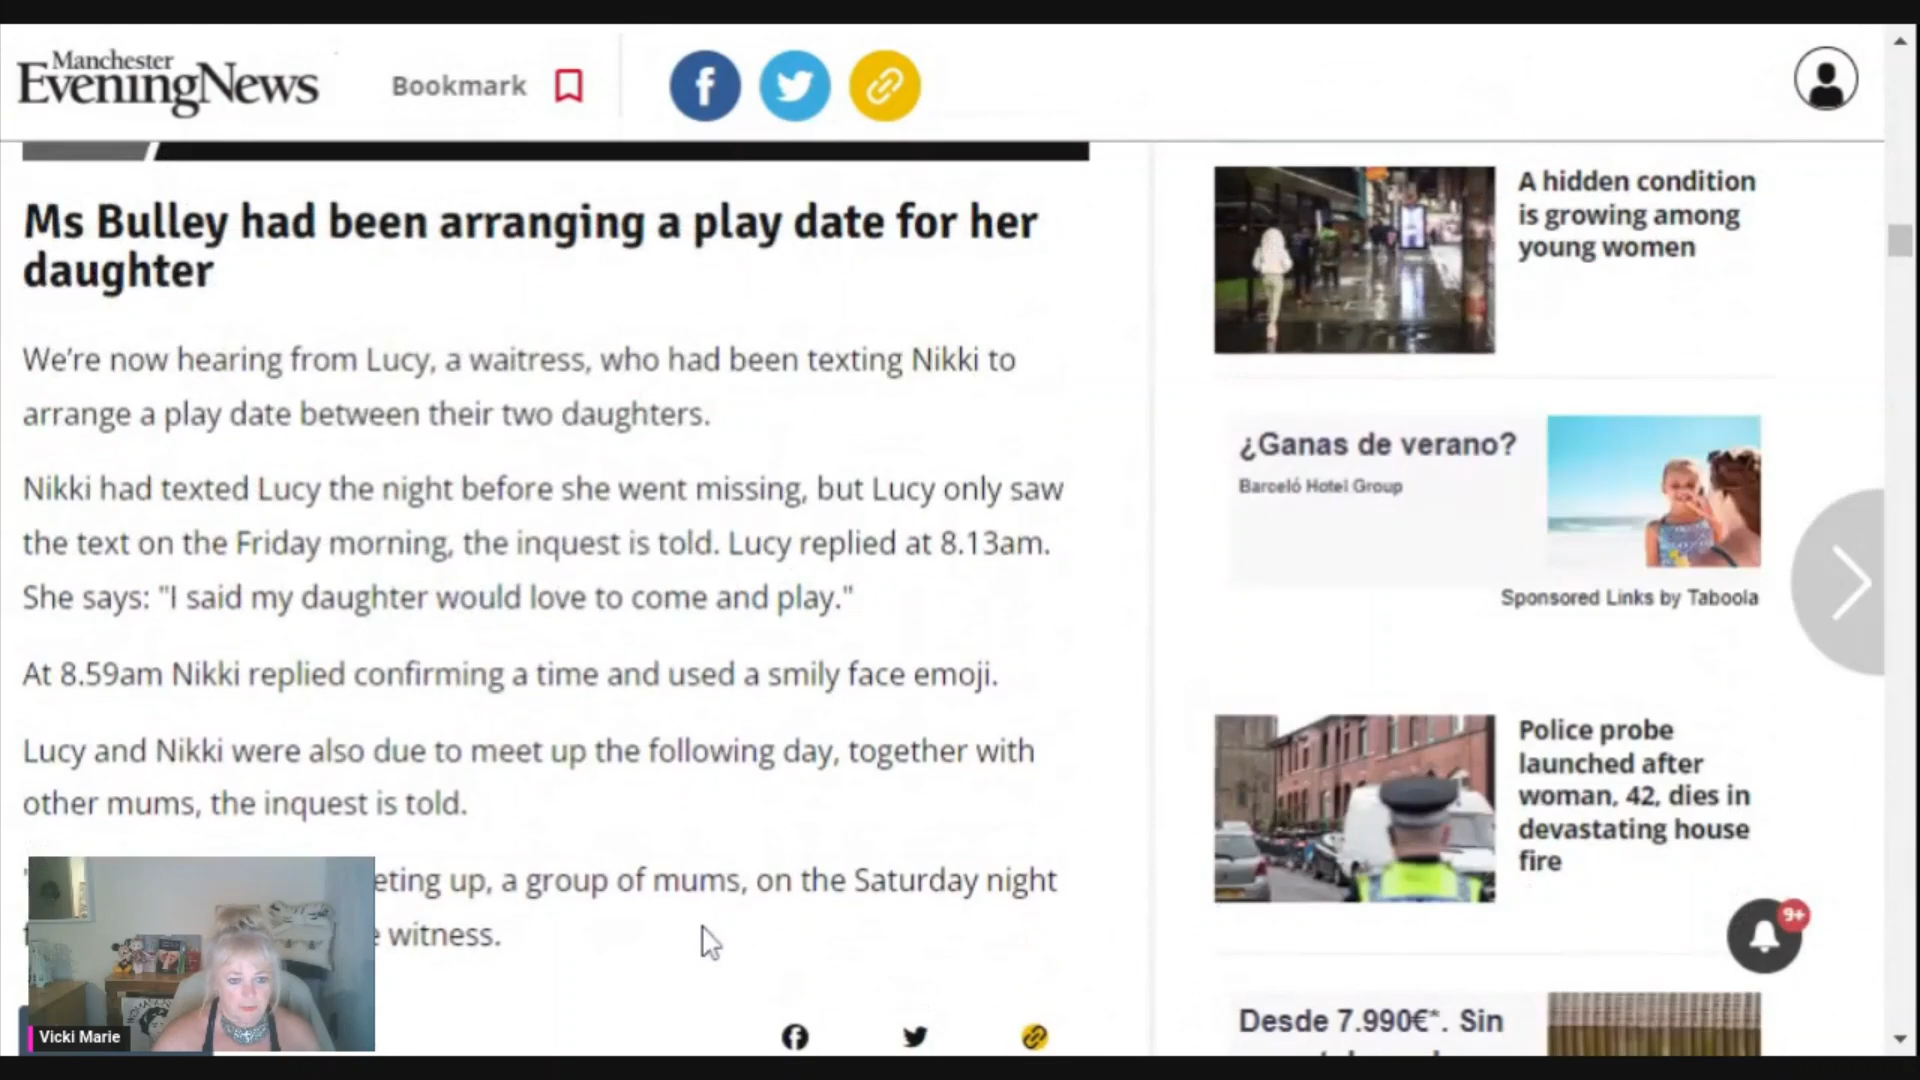 Manchester
EveningNews
Bookmark
Ms Bulley had been arranging a play date for her
daughter
We're now hearing from Lucy, a waitress, who had been texting Nikki to
arrange a play date between their two daughters.
Nikki had texted Lucy the night before she went missing, but Lucy only saw
the text on the Friday morning, the inquest is told. Lucy replied at 8.13am.
She says: "I said my daughter would love to come and play."
At 8.59am Nikki replied confirming a time and used a smily face emoji.
Lucy and Nikki were also due to meet up the following day, together with
other mums, the inquest is told.
eting up, a group of mums, on the Saturday night
witness.
Vicki Marie
A hidden condition
is growing among
young women
¿Ganas de verano?
Barceló Hotel Group
Sponsored Links by Taboola
Police probe
launched after
woman, 42, dies in
devastating house
fire
9+
Desde 7.990€*. Sin